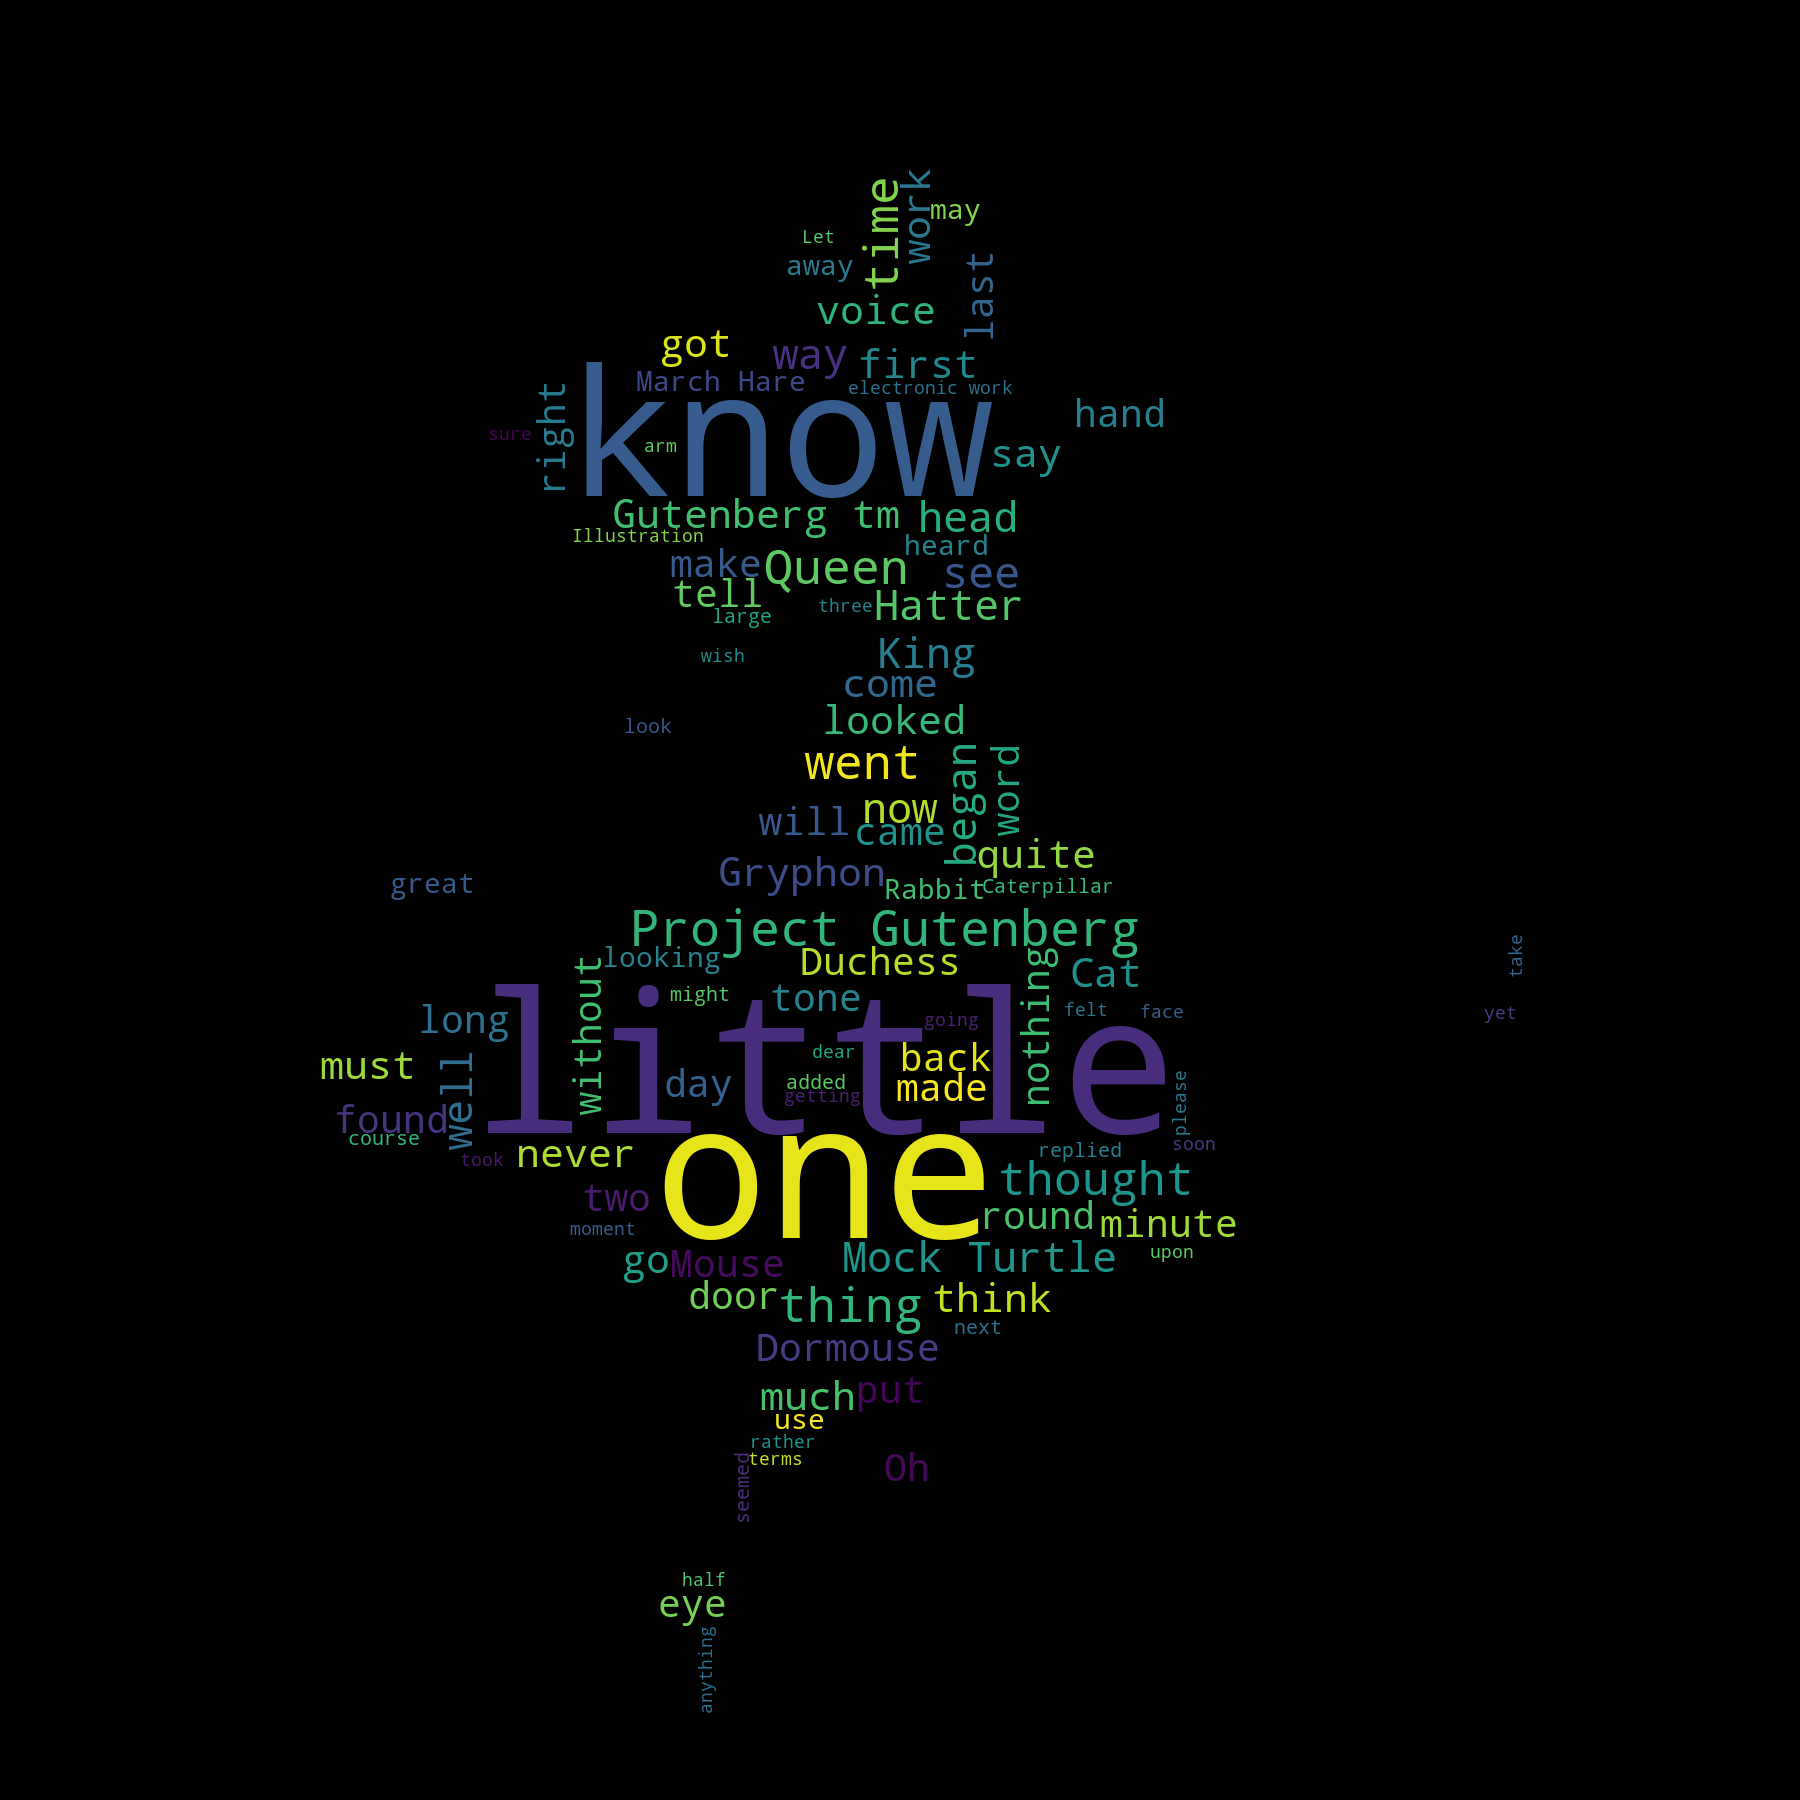 work
time
may
Let
away
last
voice
got
way
first
March Hare
electronic work
know
right
hand
sure
arm
say
Gutenberg tm
head
Illustration
heard
make
Queen
see
tell
three
Hatter
large
wish
King
come
looked
look
went
began
word
now
will
came
quite
Gryphon
great
Rabbit
Caterpillar
Project Gutenberg
looking
Duchess
nothing
Cat
take
without
little
might
tone
long
going
felt
face
yet
dear
back
must
well
day
added
made
getting
please
found
course
one
never
took
replied
soon
two
thought
moment
round
minute
go
Mouse
Mock Turtle
upon
door
thing
think
next
Dormouse
much
put
use
rather
terms
seemed
Oh
half
eye
anything